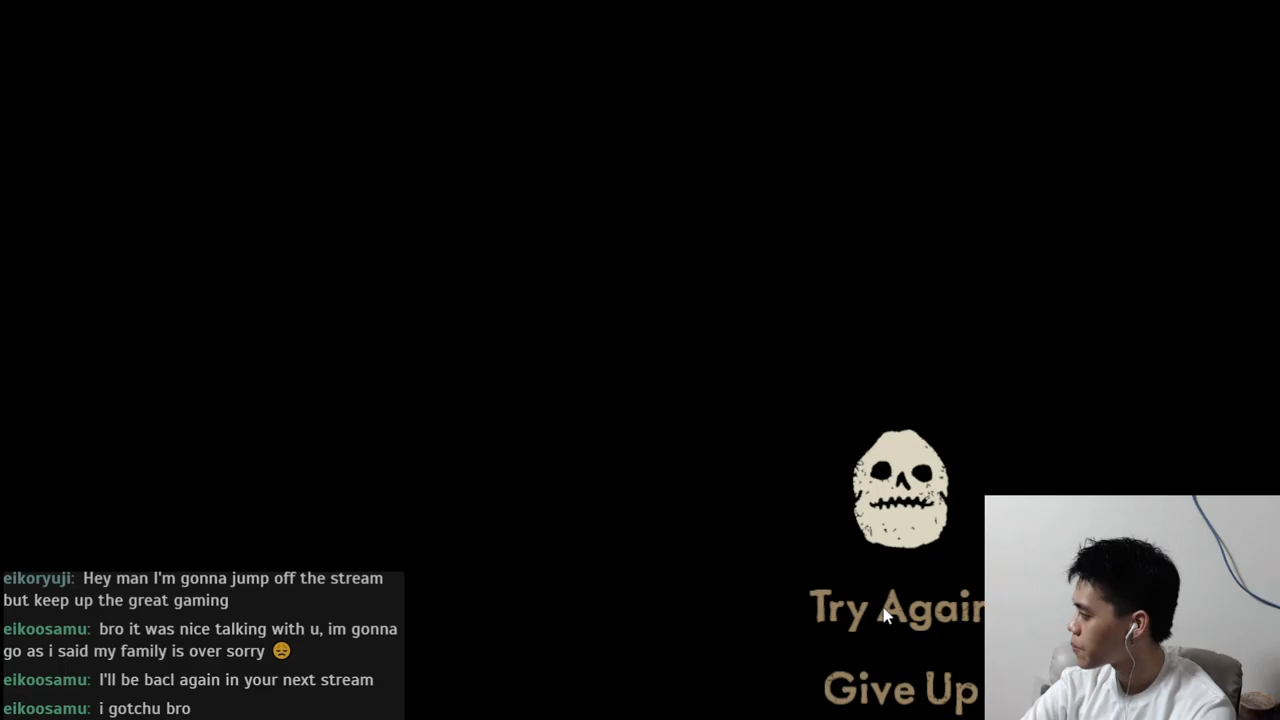 eikoryuji: Hey man I'm gonna jump off the stream
but keep up the great gaming
eikoosamu: bro it was nice talking with u, im gonna
go as i said my family is over sorry 😔
eikoosamu: I'll be bacl again in your next stream
eikoosamu: i gotchu bro
Try Again
Give Up